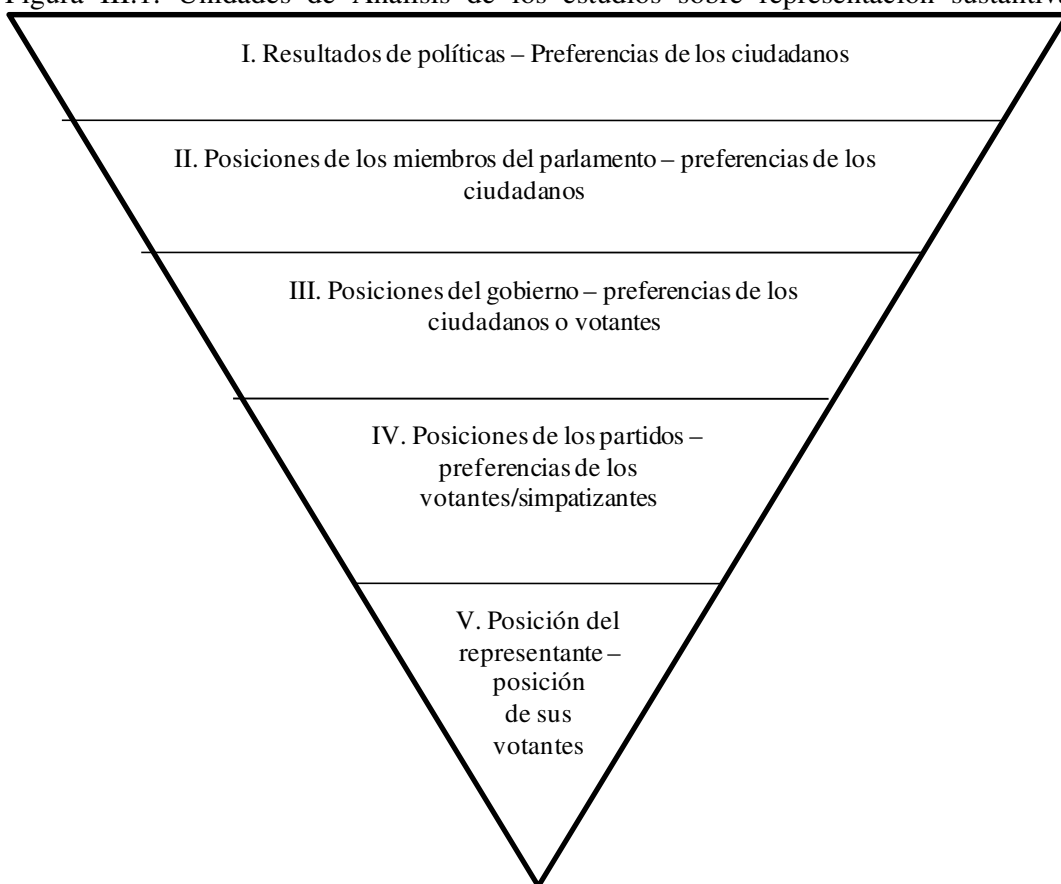 Figura III.1. Unidades de Análisis de los estudios sobre representación sustantiva
I. Resultados de políticas – Preferencias de los ciudadanos
II. Posiciones de los miembros del parlamento – preferencias de los
ciudadanos
III. Posiciones del gobierno – preferencias de los
ciudadanos o votantes
IV. Posiciones de los partidos –
preferencias de los
votantes/simpatizantes
V. Posición del
representante –
posición
de sus
votantes